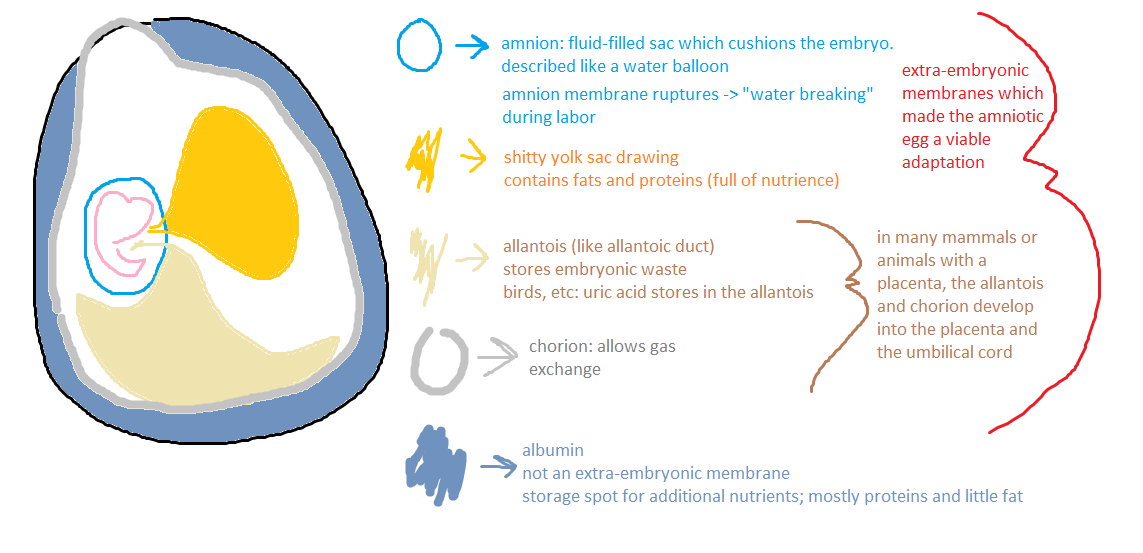 amnion: fluid-filled sac which cushions the embryo.
described like a water balloon
amnion membrane ruptures -> "water breaking"
during labor
extra-embryonic
membranes which
made the amniotic
egg a viable
adaptation
shitty yolk sac drawing
contains fats and proteins (full of nutrience)
allantois (like allantoic duct)
stores embryonic waste
birds, etc: uric acid stores in the allantois
in many mammals or
animals with a
placenta, the allantois
and chorion develop
into the placenta and
the umbilical cord
chorion: allows gas
exchange
albumin
not an extra-embryonic membrane
storage spot for additional nutrients; mostly proteins and little fat